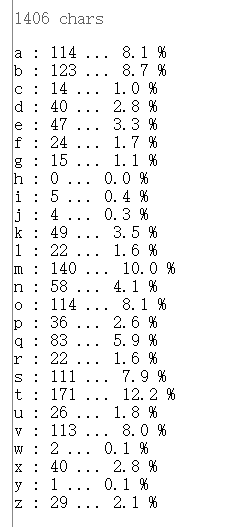 1406 chars
a : 114 ... 8.1 %
b : 123 ... 8.7 %
c : 14 ... 1.0 %
d : 40 ... 2.8 %
e : 47 ... 3.3 %
f : 24 ... 1.7 %
g : 15 ... 1.1 %
h : 0 ... 0.0 %
i : 5 ... 0.4 %
j : 4 ... 0.3 %
k : 49 ... 3.5 %
l : 22 ... 1.6 %
m : 140 ... 10.0 %
n : 58 ... 4.1 %
o : 114 ... 8.1 %
p : 36 ... 2.6 %
q : 83 ... 5.9 %
r : 22 ... 1.6 %
s : 111 ... 7.9 %
t : 171 ... 12.2 %
u : 26 ... 1.8 %
v : 113 ... 8.0 %
w : 2 ... 0.1 %
x : 40 ... 2.8 %
y : 1 ... 0.1 %
z : 29 ... 2.1 %